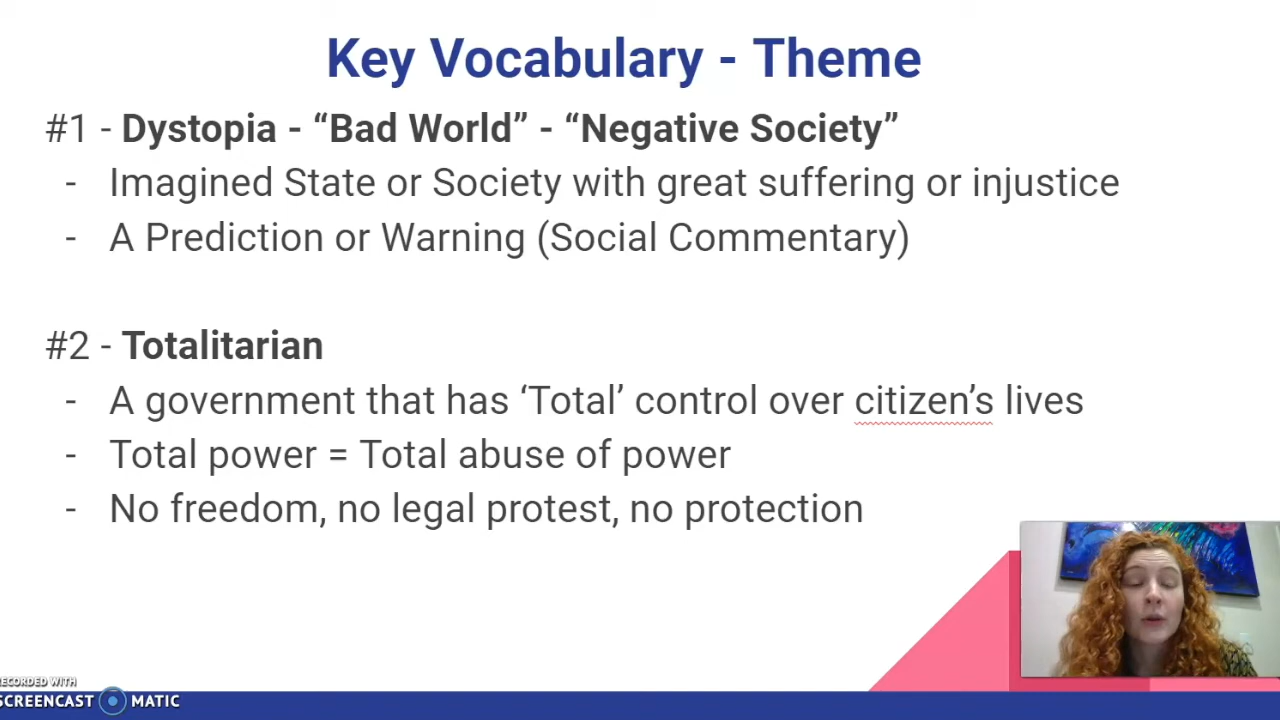 Key Vocabulary - Theme
#1 - Dystopia - “Bad World” - “Negative Society”
- Imagined State or Society with great suffering or injustice
- A Prediction or Warning (Social Commentary)
#2 - Totalitarian
- A government that has ‘Total’ control over citizen’s lives
- Total power = Total abuse of power
- No freedom, no legal protest, no protection
RECORDED WITH
SCREENCAST MATIC